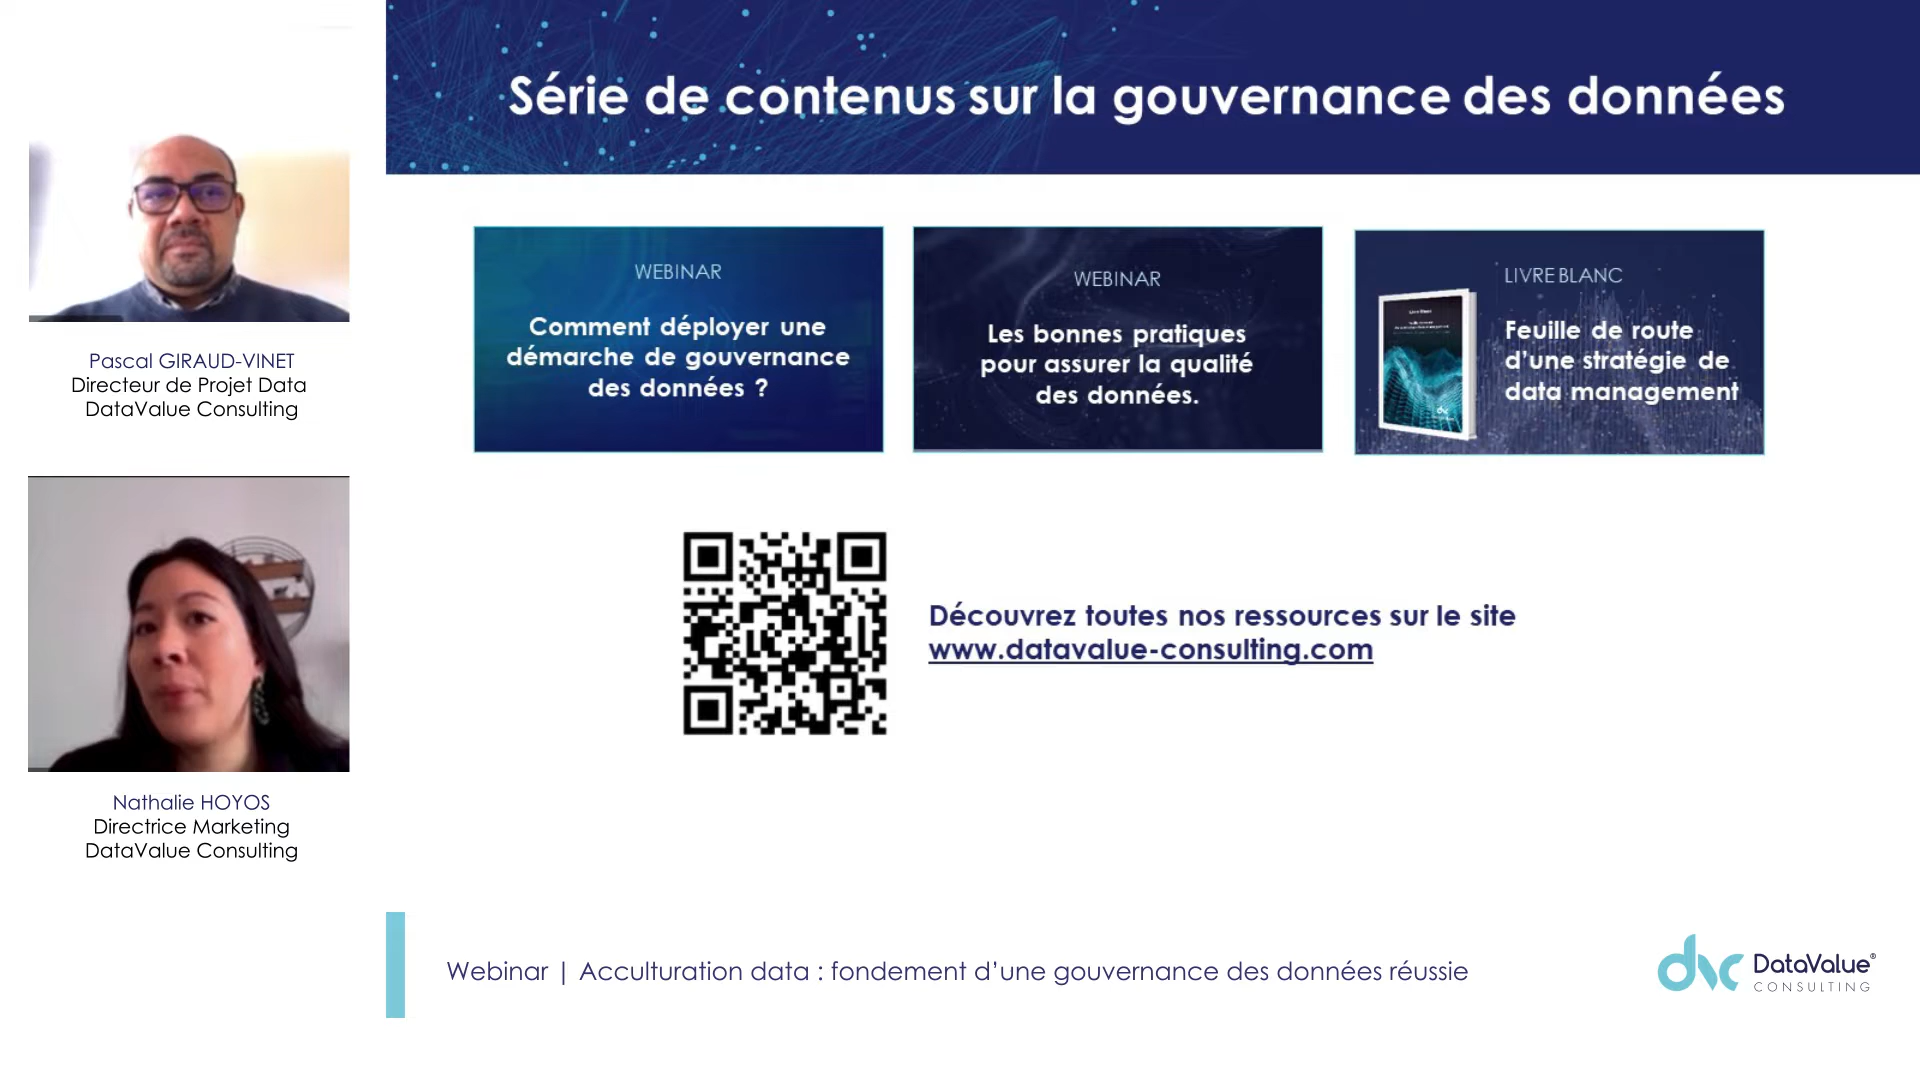 Série de contenus sur la gouvernance des données
WEBINAR
Comment déployer une
démarche de gouvernance
des données ?
WEBINAR
Les bonnes pratiques
pour assurer la qualité
des données.
LIVRE BLANC
Feuille de route
d’une stratégie de
data management
Pascal GIRAUD-VINET
Directeur de Projet Data
DataValue Consulting
Découvrez toutes nos ressources sur le site
www.datavalue-consulting.com
Nathalie HOYOS
Directrice Marketing
DataValue Consulting
Webinar | Acculturation data : fondement d’une gouvernance des données réussie
dvc DataValue®
CONSULTING